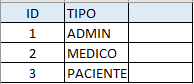 ID TIPO
1 ADMIN
2 MEDICO
3 PACIENTE